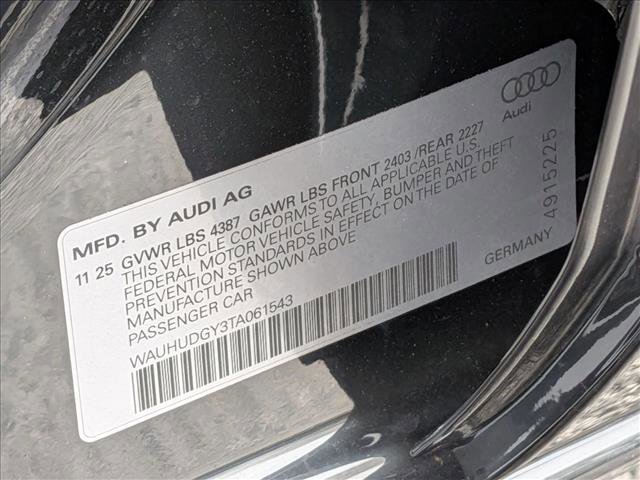 Audi
MFD. BY AUDI AG
11 25 GVWR LBS 4387 GAWR LBS FRONT 2403 /REAR 2227
THIS VEHICLE CONFORMS TO ALL APPLICABLE U.S.
FEDERAL MOTOR VEHICLE SAFETY, BUMPER AND THEFT
PREVENTION STANDARDS IN EFFECT ON THE DATE OF
MANUFACTURE SHOWN ABOVE
PASSENGER CAR
WAUHUDGY3TA061543
GERMANY
4915225